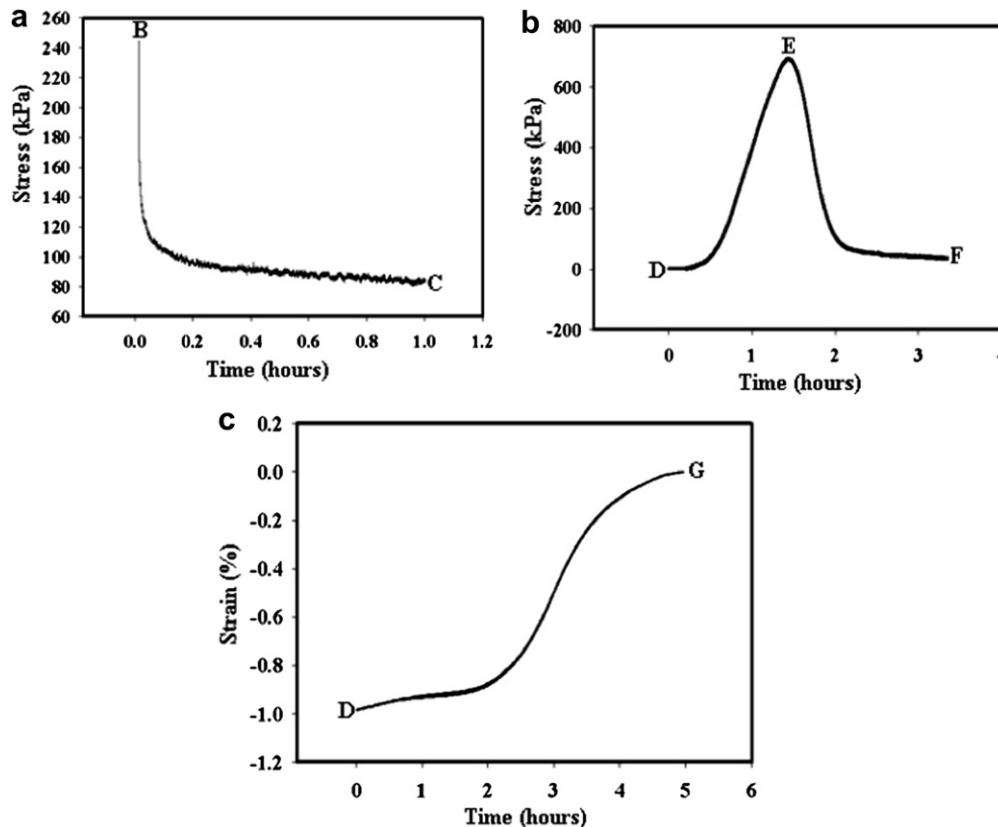 a
260
240
220
200
180
160
140
120
100
80
60
Stress (kPa)
B
C
0.0 0.2 0.4 0.6 0.8 1.0 1.2
Time (hours)
b
800
600
400
200
0
-200
Stress (kPa)
D
E
F
0 1 2 3 4
Time (hours)
c
0.2
0.0
-0.2
-0.4
-0.6
-0.8
-1.0
-1.2
Strain (%)
D
G
0 1 2 3 4 5 6
Time (hours)